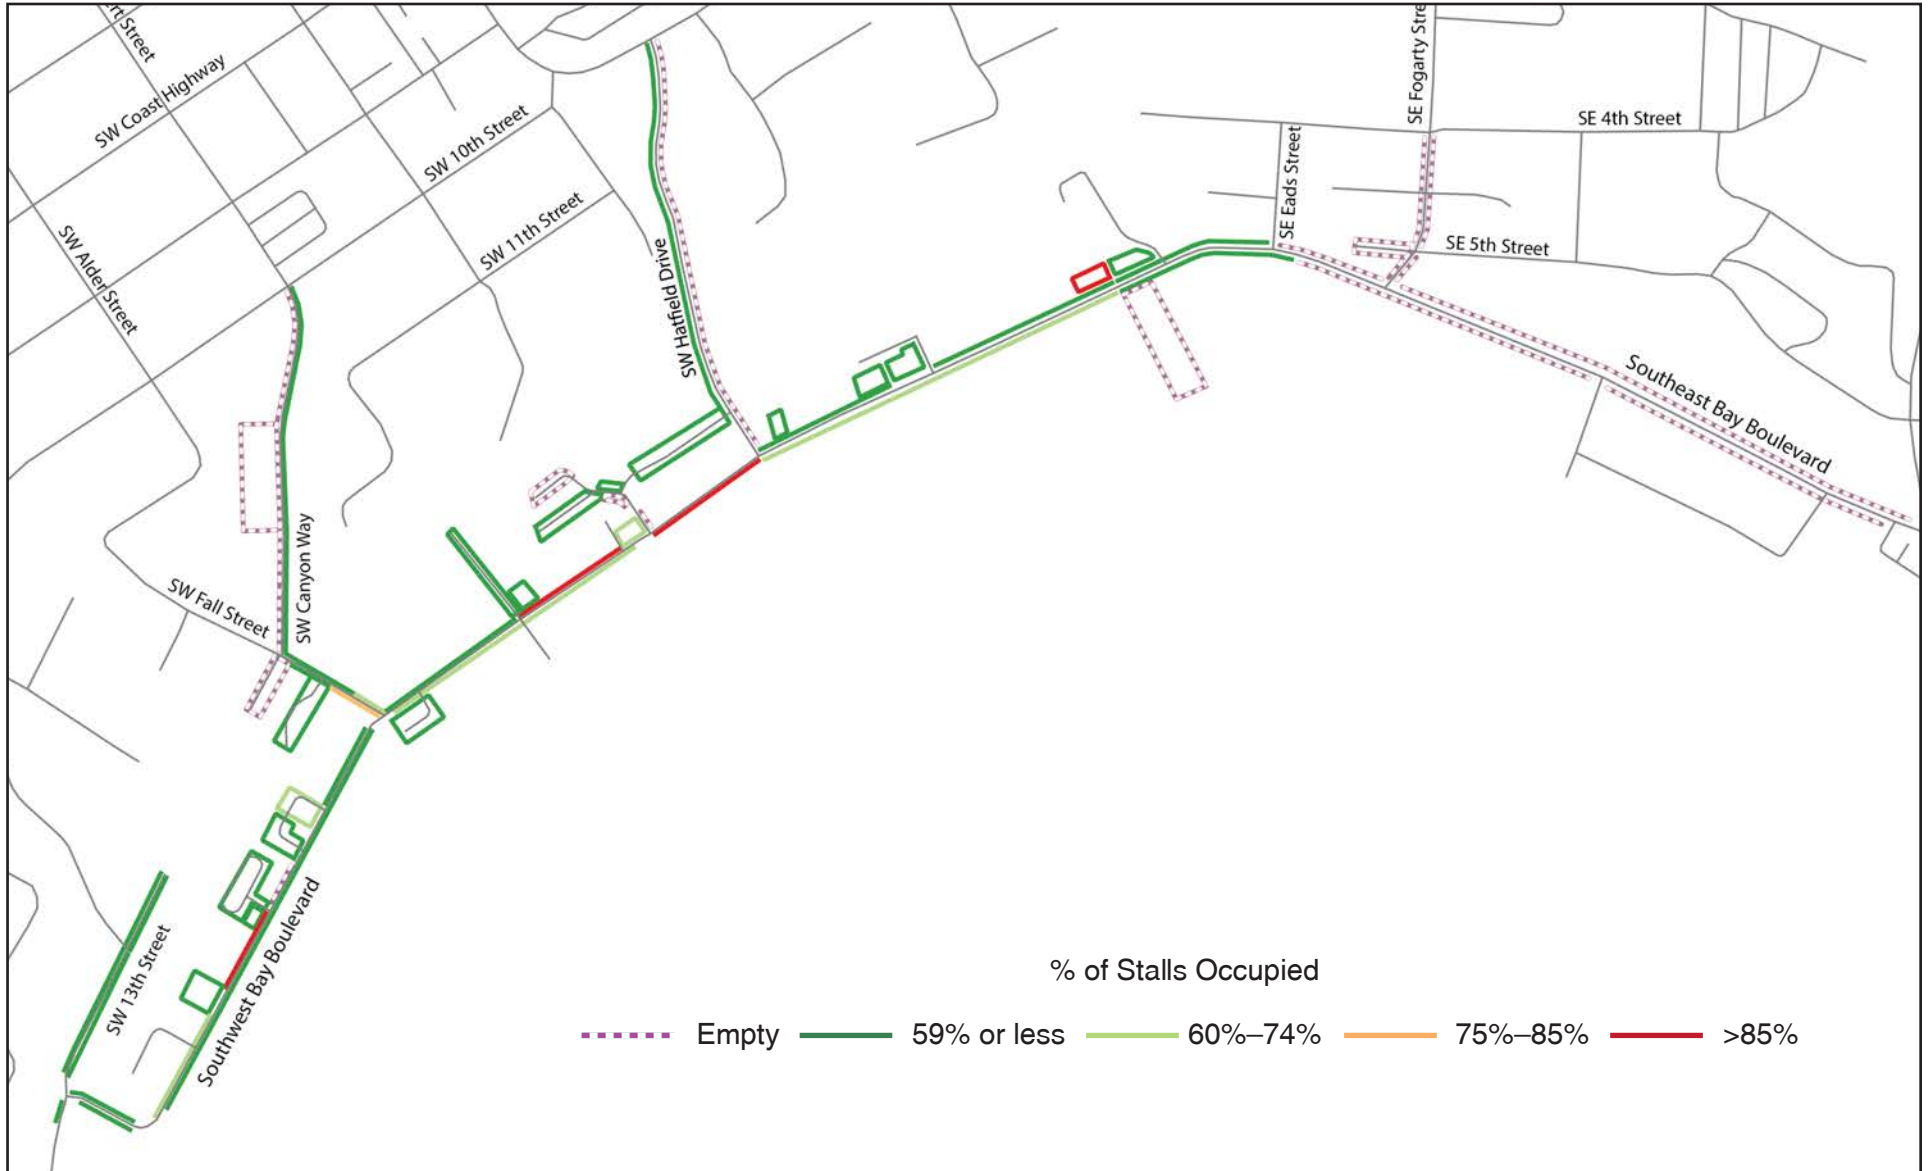 SW Coast Highway
SE Fogarty Stre
SE 4th Street
SW 10th Street
SE Eads Street
SW 11th Street
SW Alder Street
SE 5th Street
SW Hatfield Drive
Southeast Bay Boulevard
SW Canyon Way
SW Fall Street
Southwest Bay Boulevard
SW 13th Street
% of Stalls Occupied
Empty 59% or less 60%–74% 75%–85% >85%